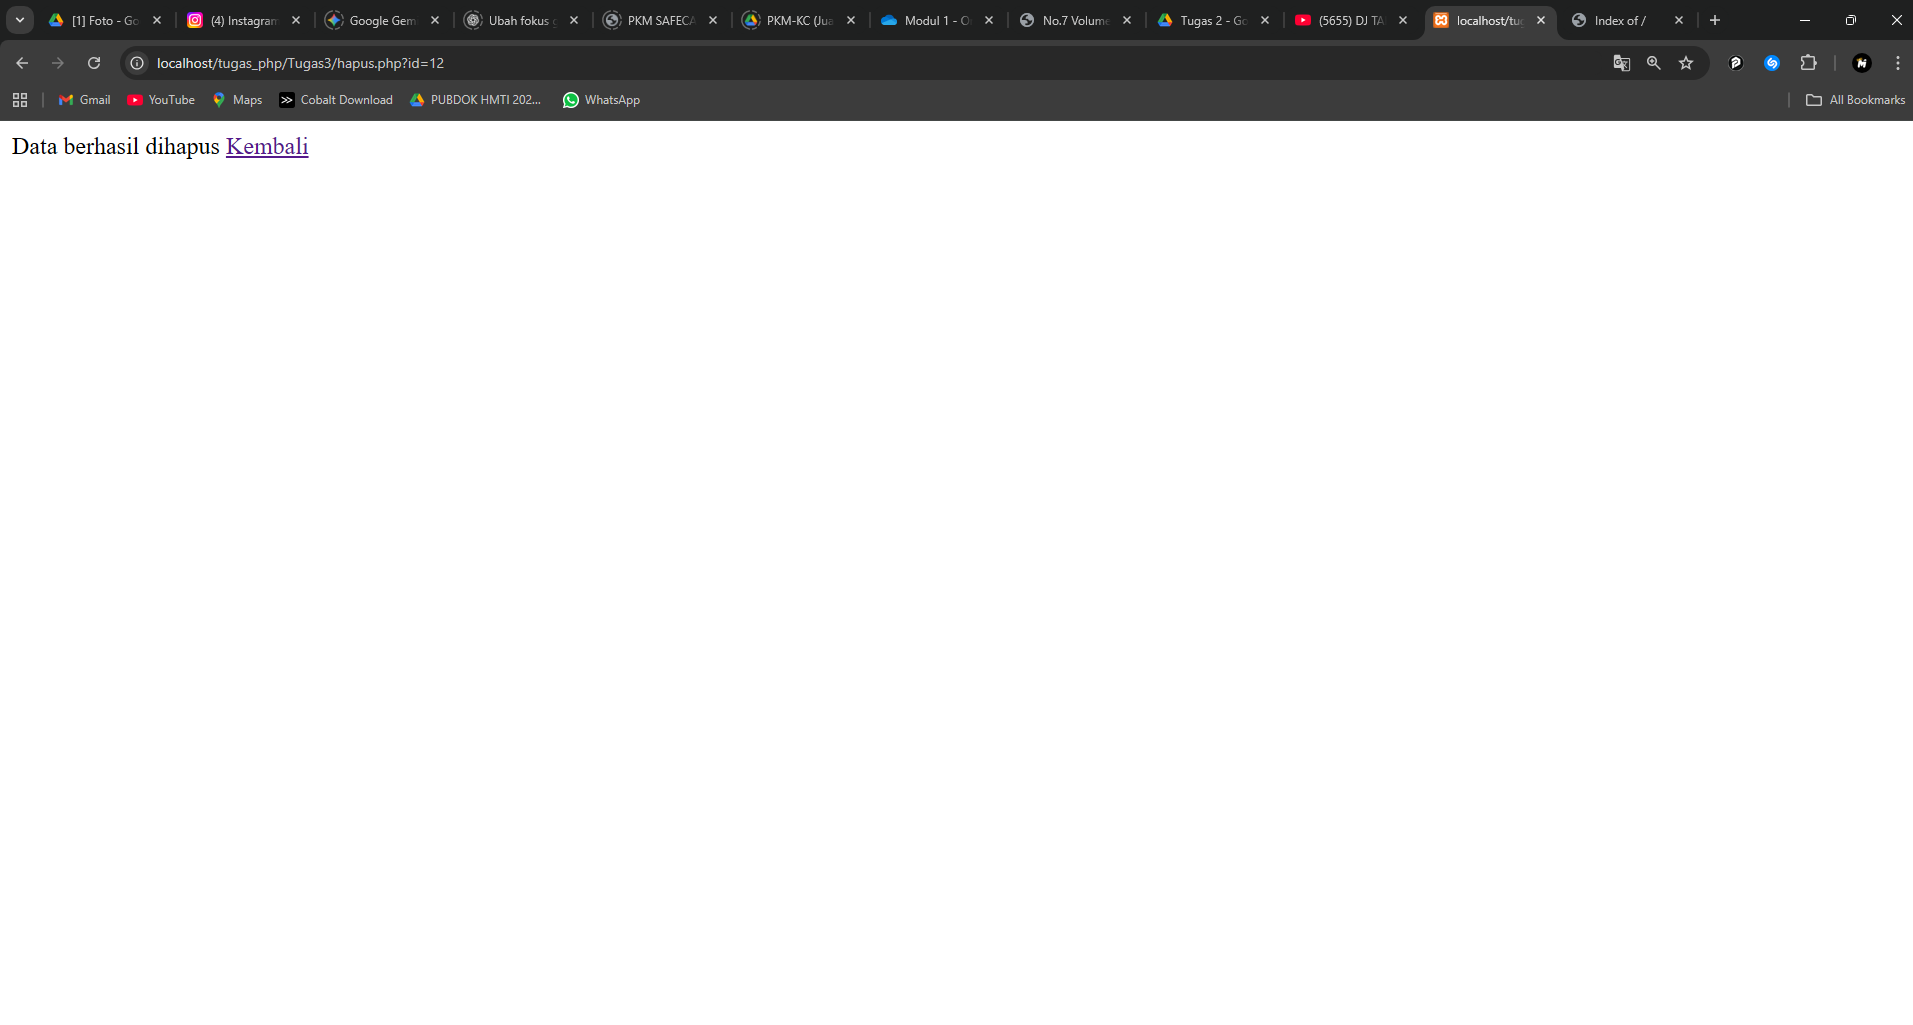 [1] Foto - Go
(4) Instagram
Google Gem
Ubah fokus
PKM SAFECA
PKM-KC (Jua
Modul 1 - O
No.7 Volume
Tugas 2 - Go
(5655) DJ TA
localhost/tug
Index of /
localhost/tugas_php/Tugas3/hapus.php?id=12
Gmail
YouTube
Maps
Cobalt Download
PUBDOK HMTI 202...
WhatsApp
All Bookmarks
Data berhasil dihapus Kembali